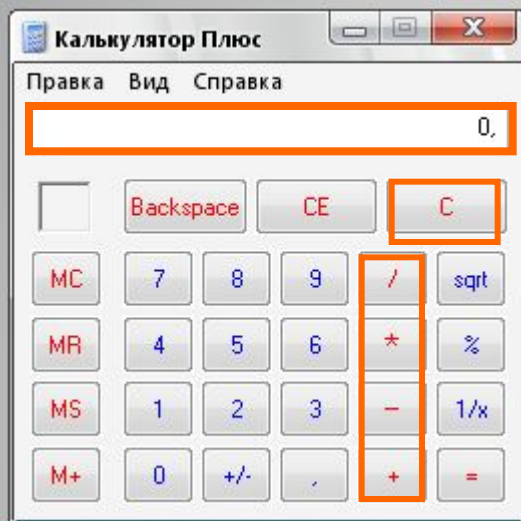 Калькулятор Плюс
Правка Вид Справка
0,
Backspace CE C
MC 7 8 9 / sqrt
MR 4 5 6 * %
MS 1 2 3 − 1/x
M+ 0 +/- , + =